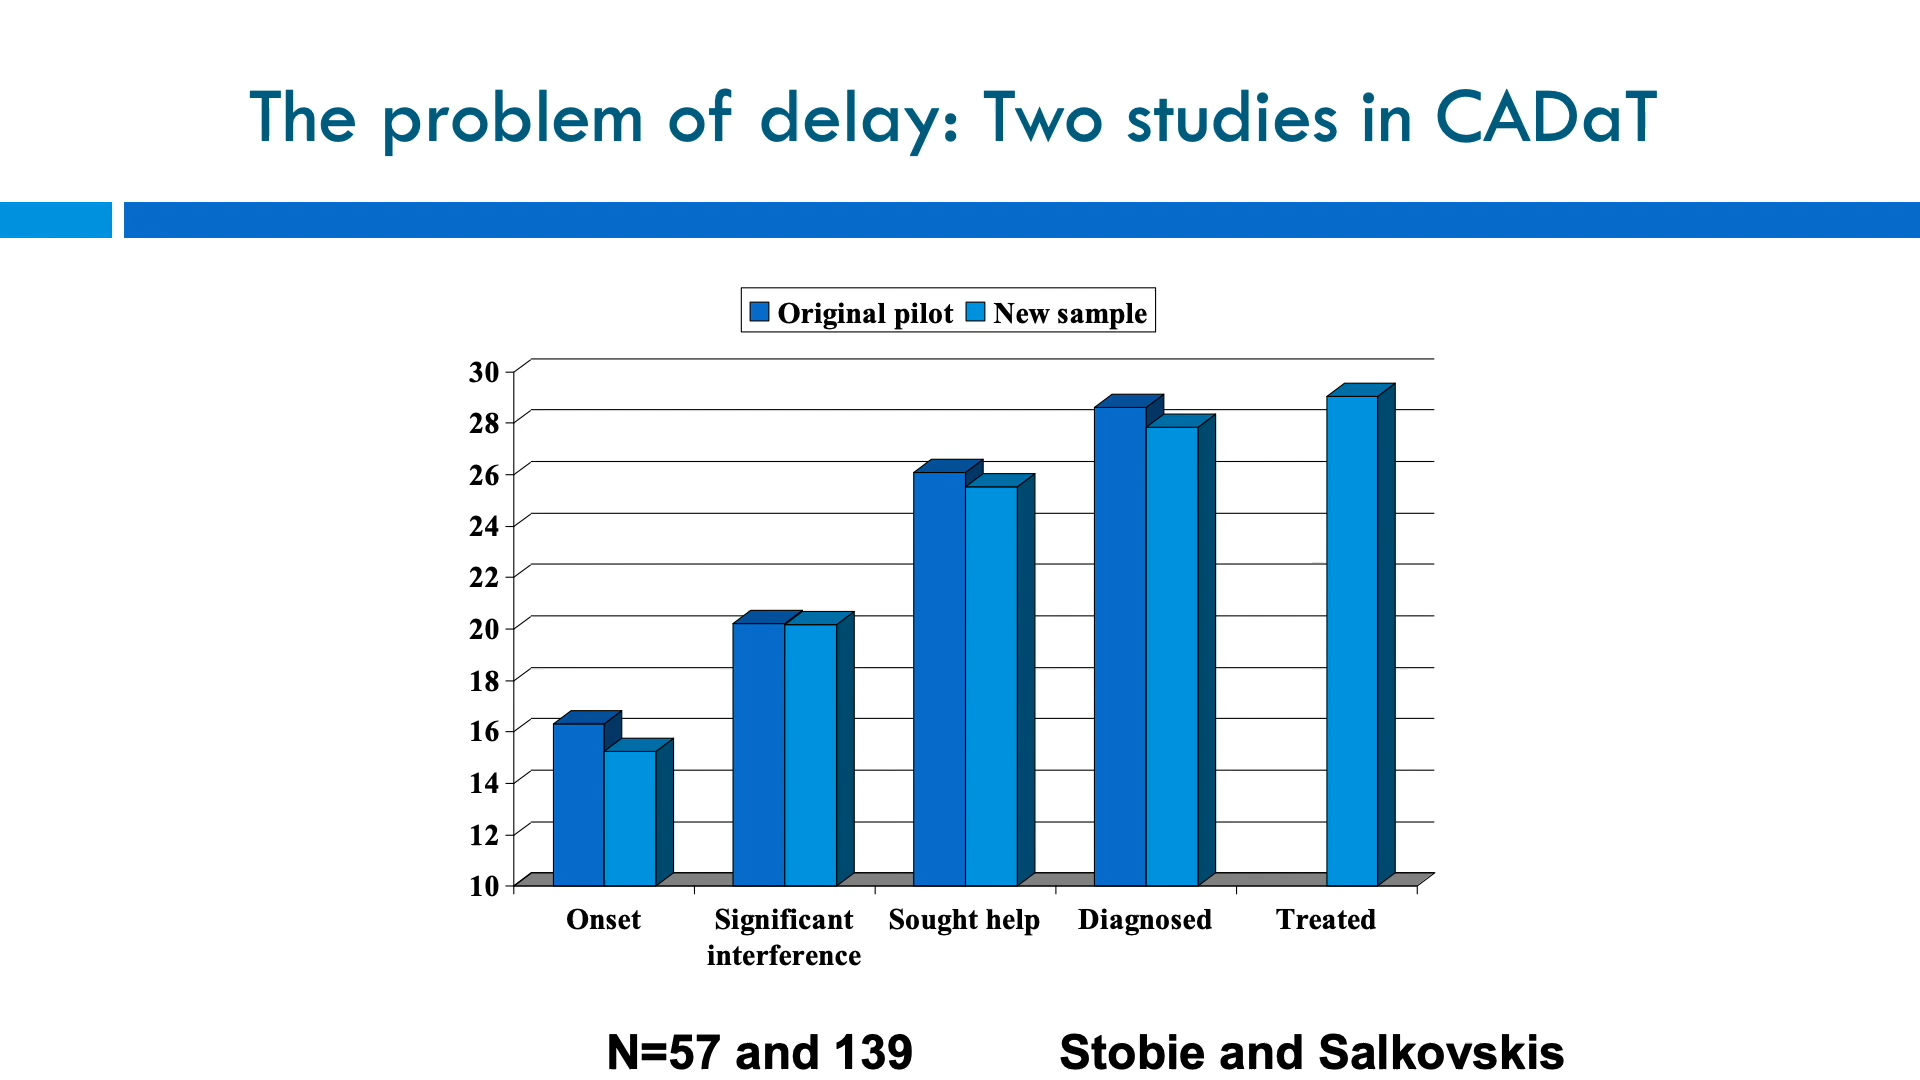 The problem of delay: Two studies in CADaT
Original pilot New sample
30
28
26
24
22
20
18
16
14
12
10
Onset Significant interference Sought help Diagnosed Treated
N=57 and 139 Stobie and Salkovskis